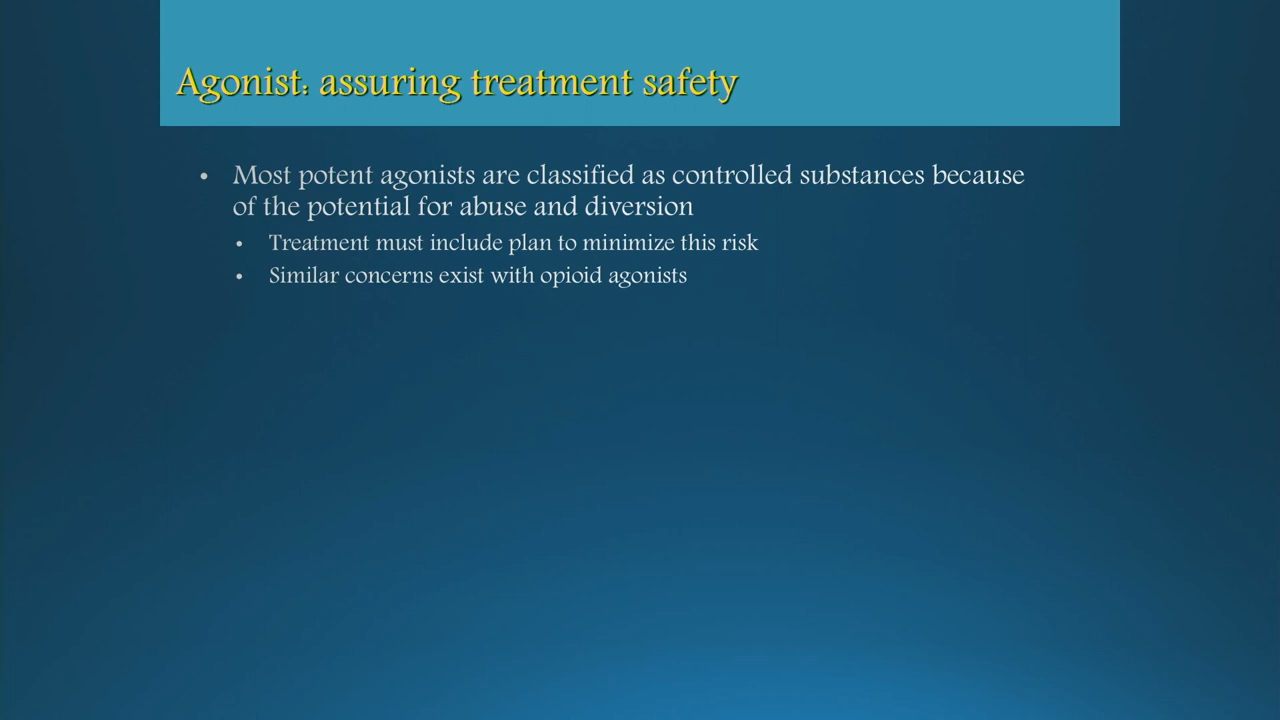 Agonist: assuring treatment safety
• Most potent agonists are classified as controlled substances because
of the potential for abuse and diversion
• Treatment must include plan to minimize this risk
• Similar concerns exist with opioid agonists